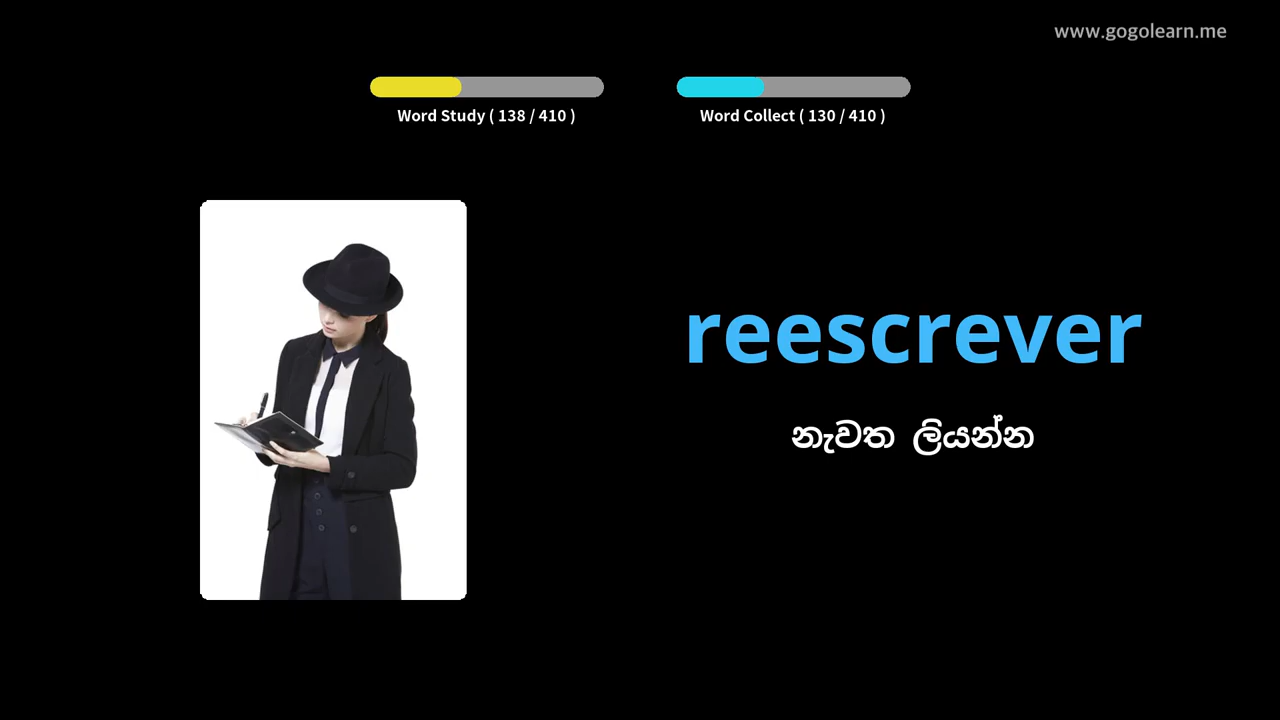 www.gogolearn.me
Word Study ( 138 / 410 )
Word Collect ( 130 / 410 )
reescrever
නැවත ලියන්න